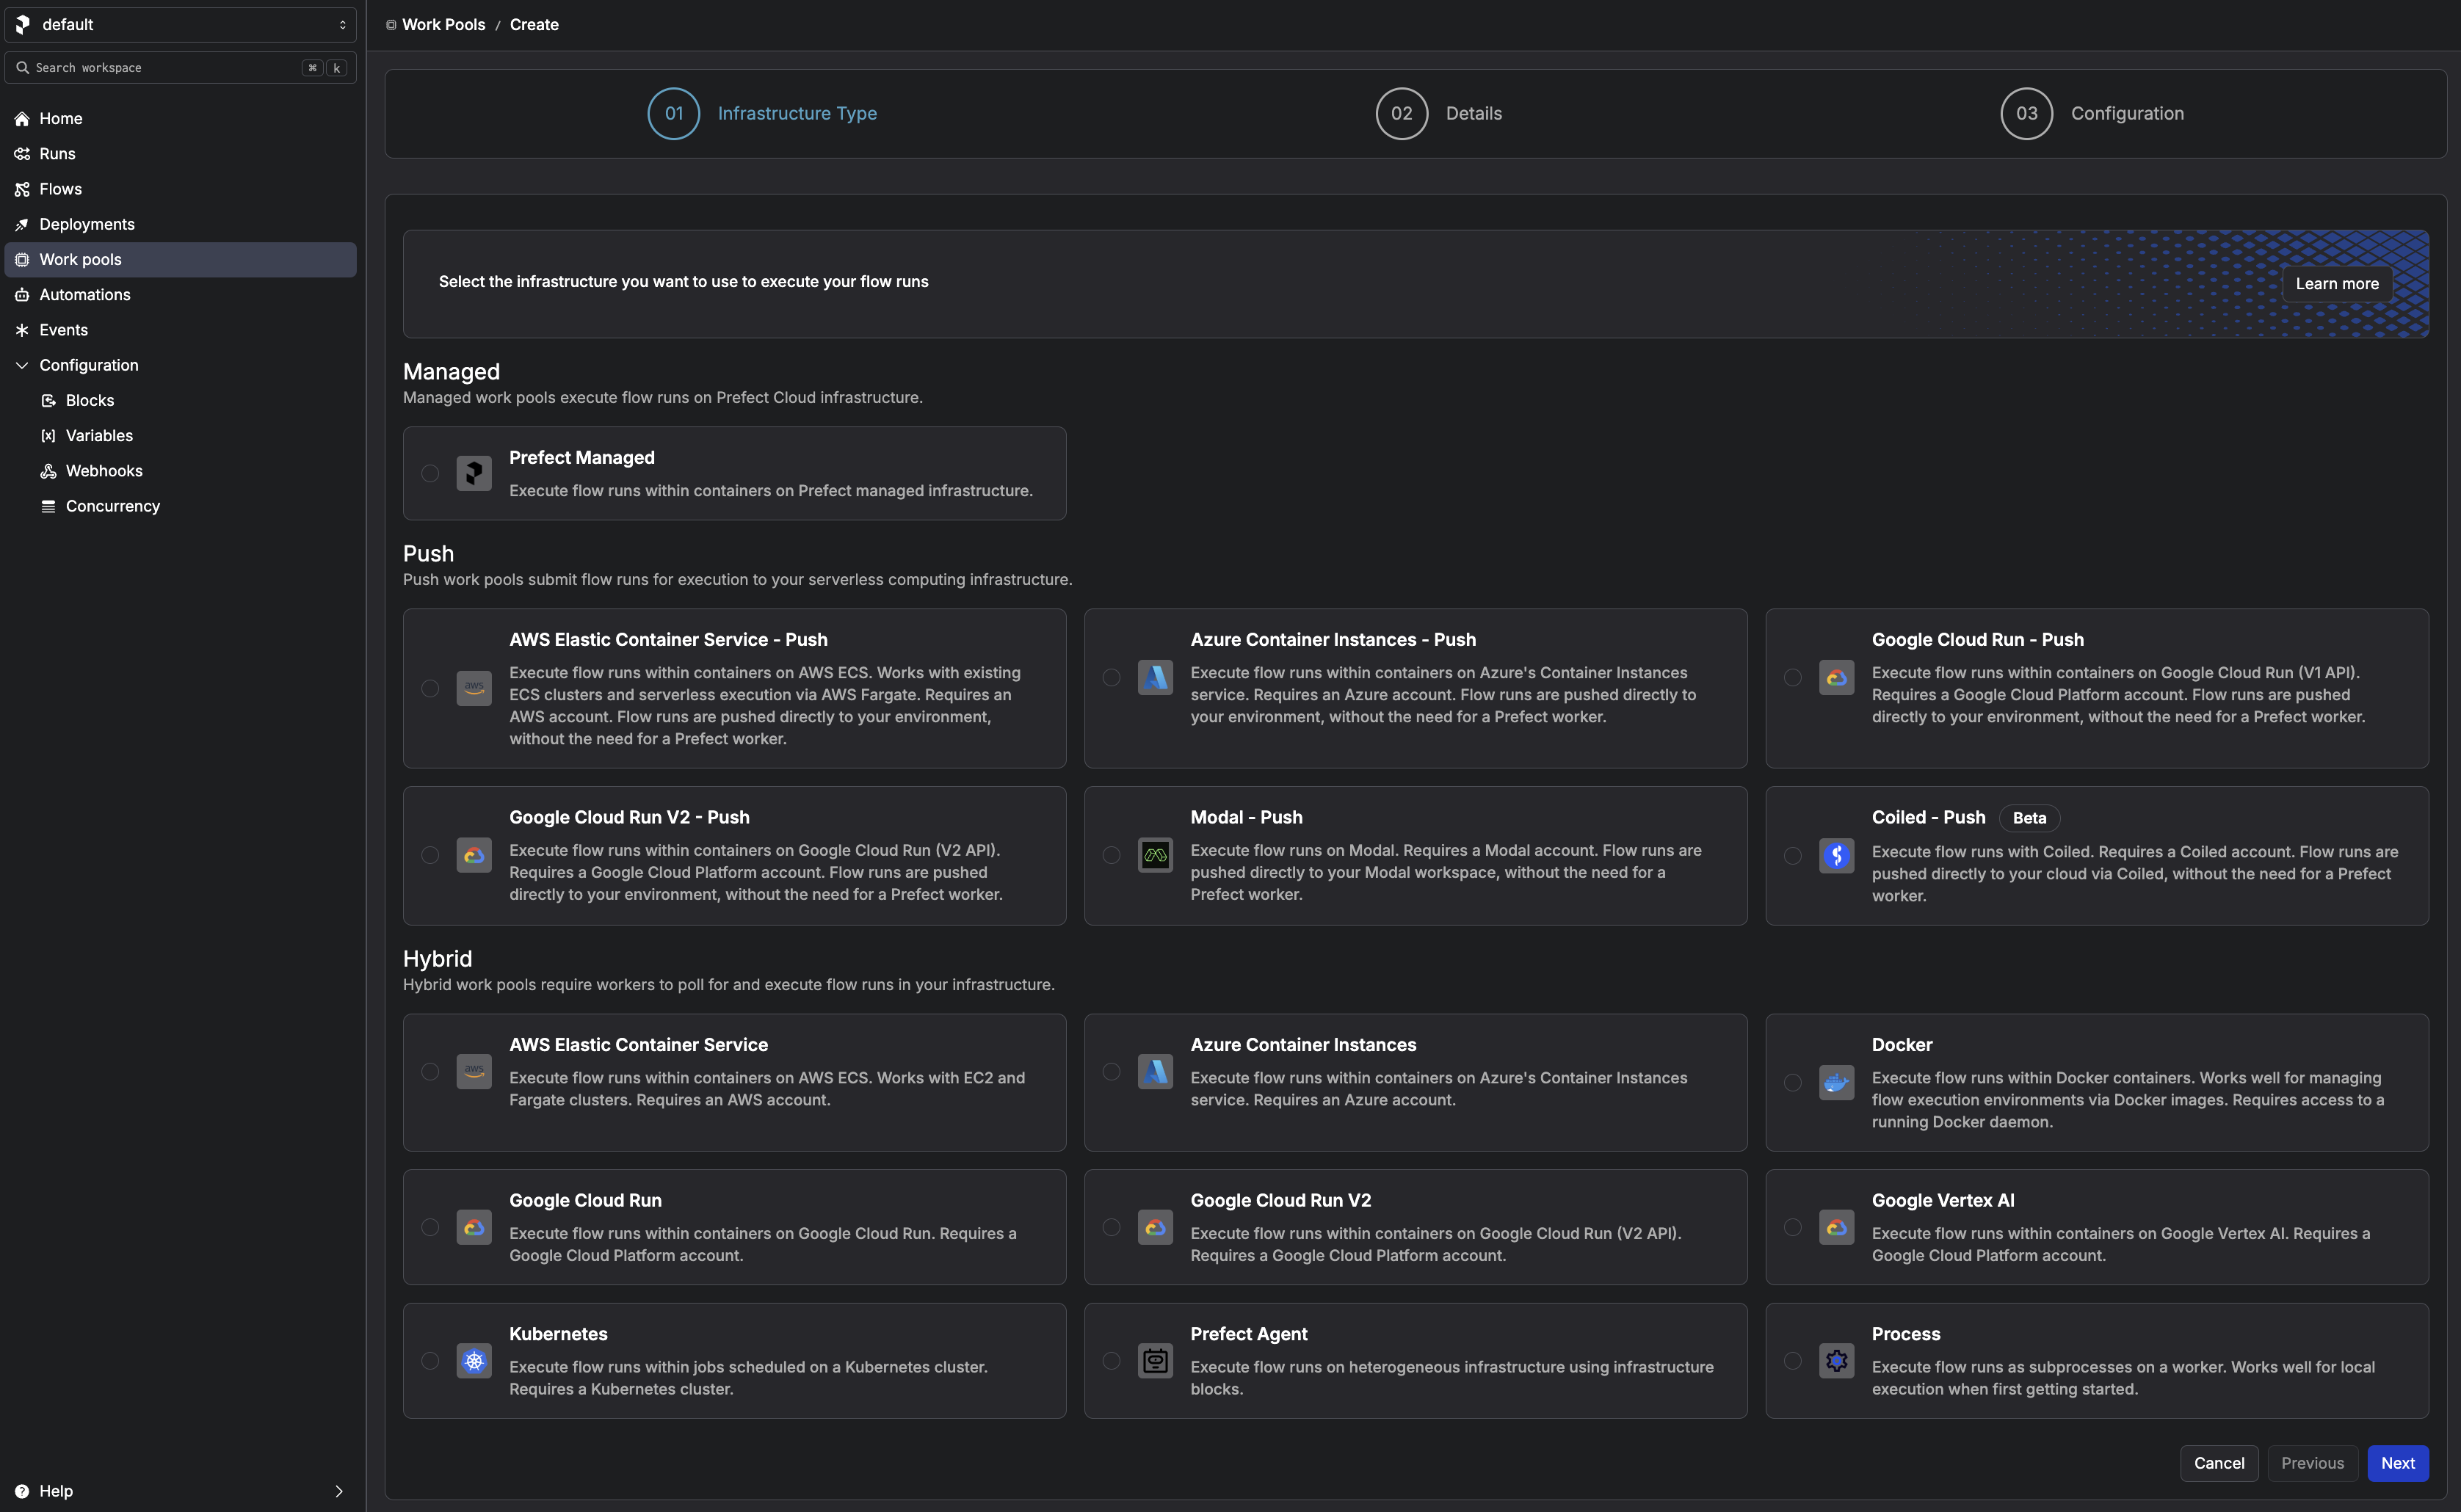 default
Search workspace
⌘ k
Home
Runs
Flows
Deployments
Work pools
Automations
Events
Configuration
Blocks
Variables
Webhooks
Concurrency
Help
Work Pools / Create
01 Infrastructure Type
02 Details
03 Configuration
Select the infrastructure you want to use to execute your flow runs
Learn more
Managed
Managed work pools execute flow runs on Prefect Cloud infrastructure.
Prefect Managed
Execute flow runs within containers on Prefect managed infrastructure.
Push
Push work pools submit flow runs for execution to your serverless computing infrastructure.
aws
AWS Elastic Container Service - Push
Execute flow runs within containers on AWS ECS. Works with existing
ECS clusters and serverless execution via AWS Fargate. Requires an
AWS account. Flow runs are pushed directly to your environment,
without the need for a Prefect worker.
Azure Container Instances - Push
Execute flow runs within containers on Azure's Container Instances
service. Requires an Azure account. Flow runs are pushed directly to
your environment, without the need for a Prefect worker.
Google Cloud Run - Push
Execute flow runs within containers on Google Cloud Run (V1 API).
Requires a Google Cloud Platform account. Flow runs are pushed
directly to your environment, without the need for a Prefect worker.
Google Cloud Run V2 - Push
Execute flow runs within containers on Google Cloud Run (V2 API).
Requires a Google Cloud Platform account. Flow runs are pushed
directly to your environment, without the need for a Prefect worker.
Modal - Push
Execute flow runs on Modal. Requires a Modal account. Flow runs are
pushed directly to your Modal workspace, without the need for a
Prefect worker.
Coiled - Push Beta
Execute flow runs with Coiled. Requires a Coiled account. Flow runs are
pushed directly to your cloud via Coiled, without the need for a Prefect
worker.
Hybrid
Hybrid work pools require workers to poll for and execute flow runs in your infrastructure.
aws
AWS Elastic Container Service
Execute flow runs within containers on AWS ECS. Works with EC2 and
Fargate clusters. Requires an AWS account.
Azure Container Instances
Execute flow runs within containers on Azure's Container Instances
service. Requires an Azure account.
Docker
Execute flow runs within Docker containers. Works well for managing
flow execution environments via Docker images. Requires access to a
running Docker daemon.
Google Cloud Run
Execute flow runs within containers on Google Cloud Run. Requires a
Google Cloud Platform account.
Google Cloud Run V2
Execute flow runs within containers on Google Cloud Run (V2 API).
Requires a Google Cloud Platform account.
Google Vertex AI
Execute flow runs within containers on Google Vertex AI. Requires a
Google Cloud Platform account.
Kubernetes
Execute flow runs within jobs scheduled on a Kubernetes cluster.
Requires a Kubernetes cluster.
Prefect Agent
Execute flow runs on heterogeneous infrastructure using infrastructure
blocks.
Process
Execute flow runs as subprocesses on a worker. Works well for local
execution when first getting started.
Cancel
Previous
Next